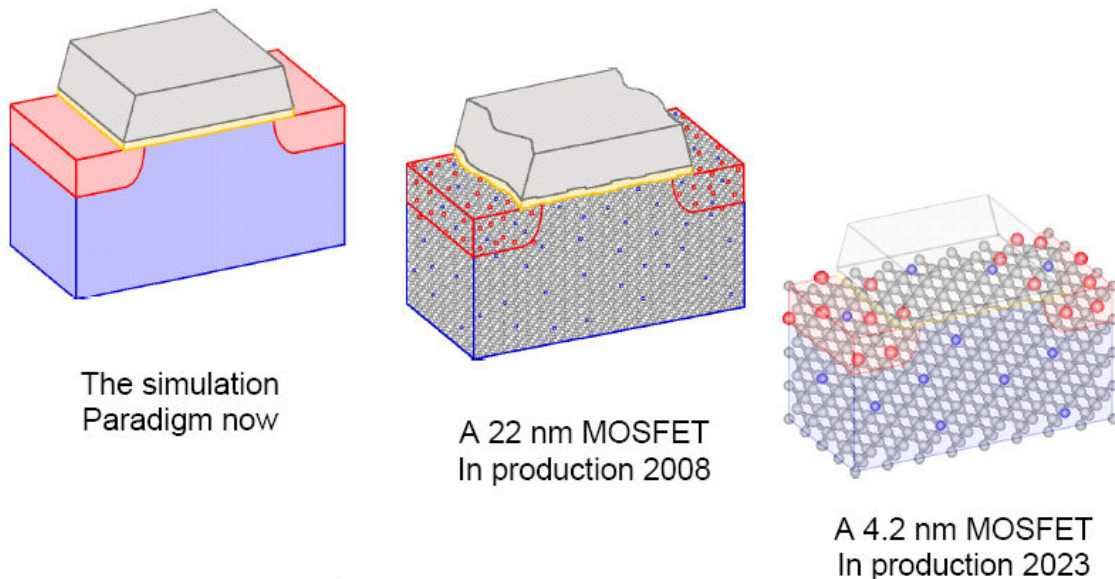 The simulation
Paradigm now
A 22 nm MOSFET
In production 2008
A 4.2 nm MOSFET
In production 2023